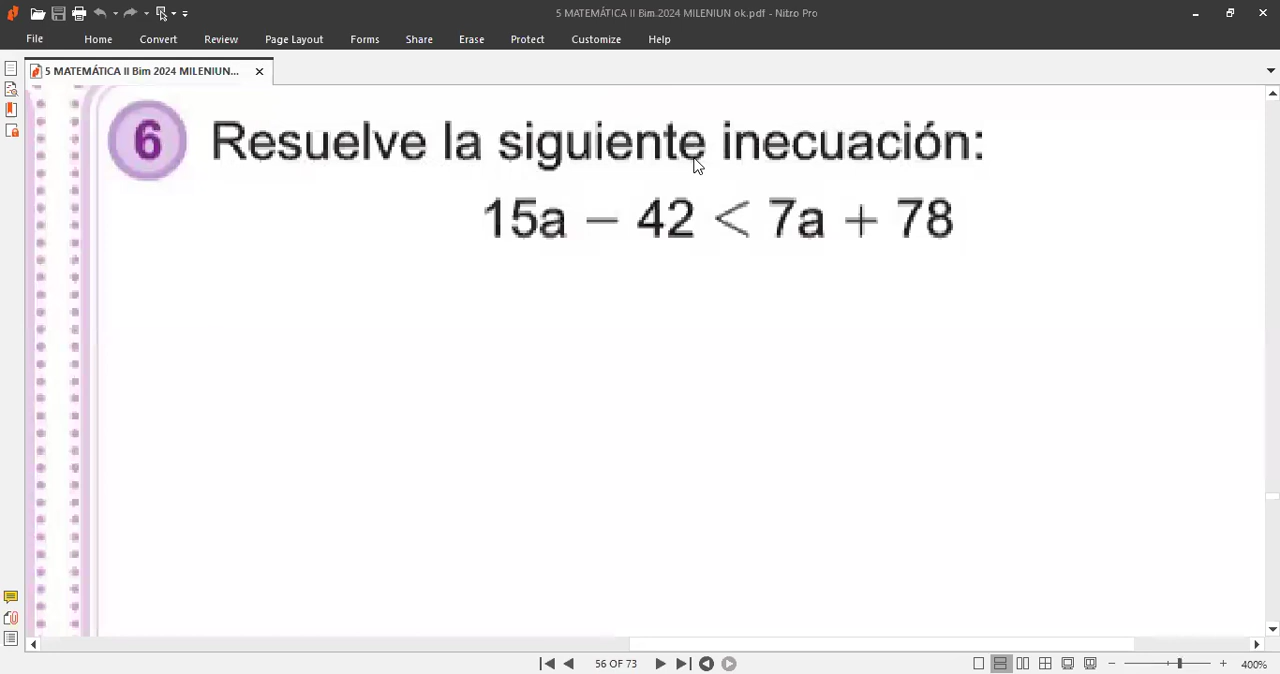 5 MATEMÁTICA II Bim.2024 MILENIUN ok.pdf - Nitro Pro
File Home Convert Review Page Layout Forms Share Erase Protect Customize Help
5 MATEMÁTICA II Bim 2024 MILENIUN...
6 Resuelve la siguiente inecuación:
15a − 42 < 7a + 78
56 OF 73
400%